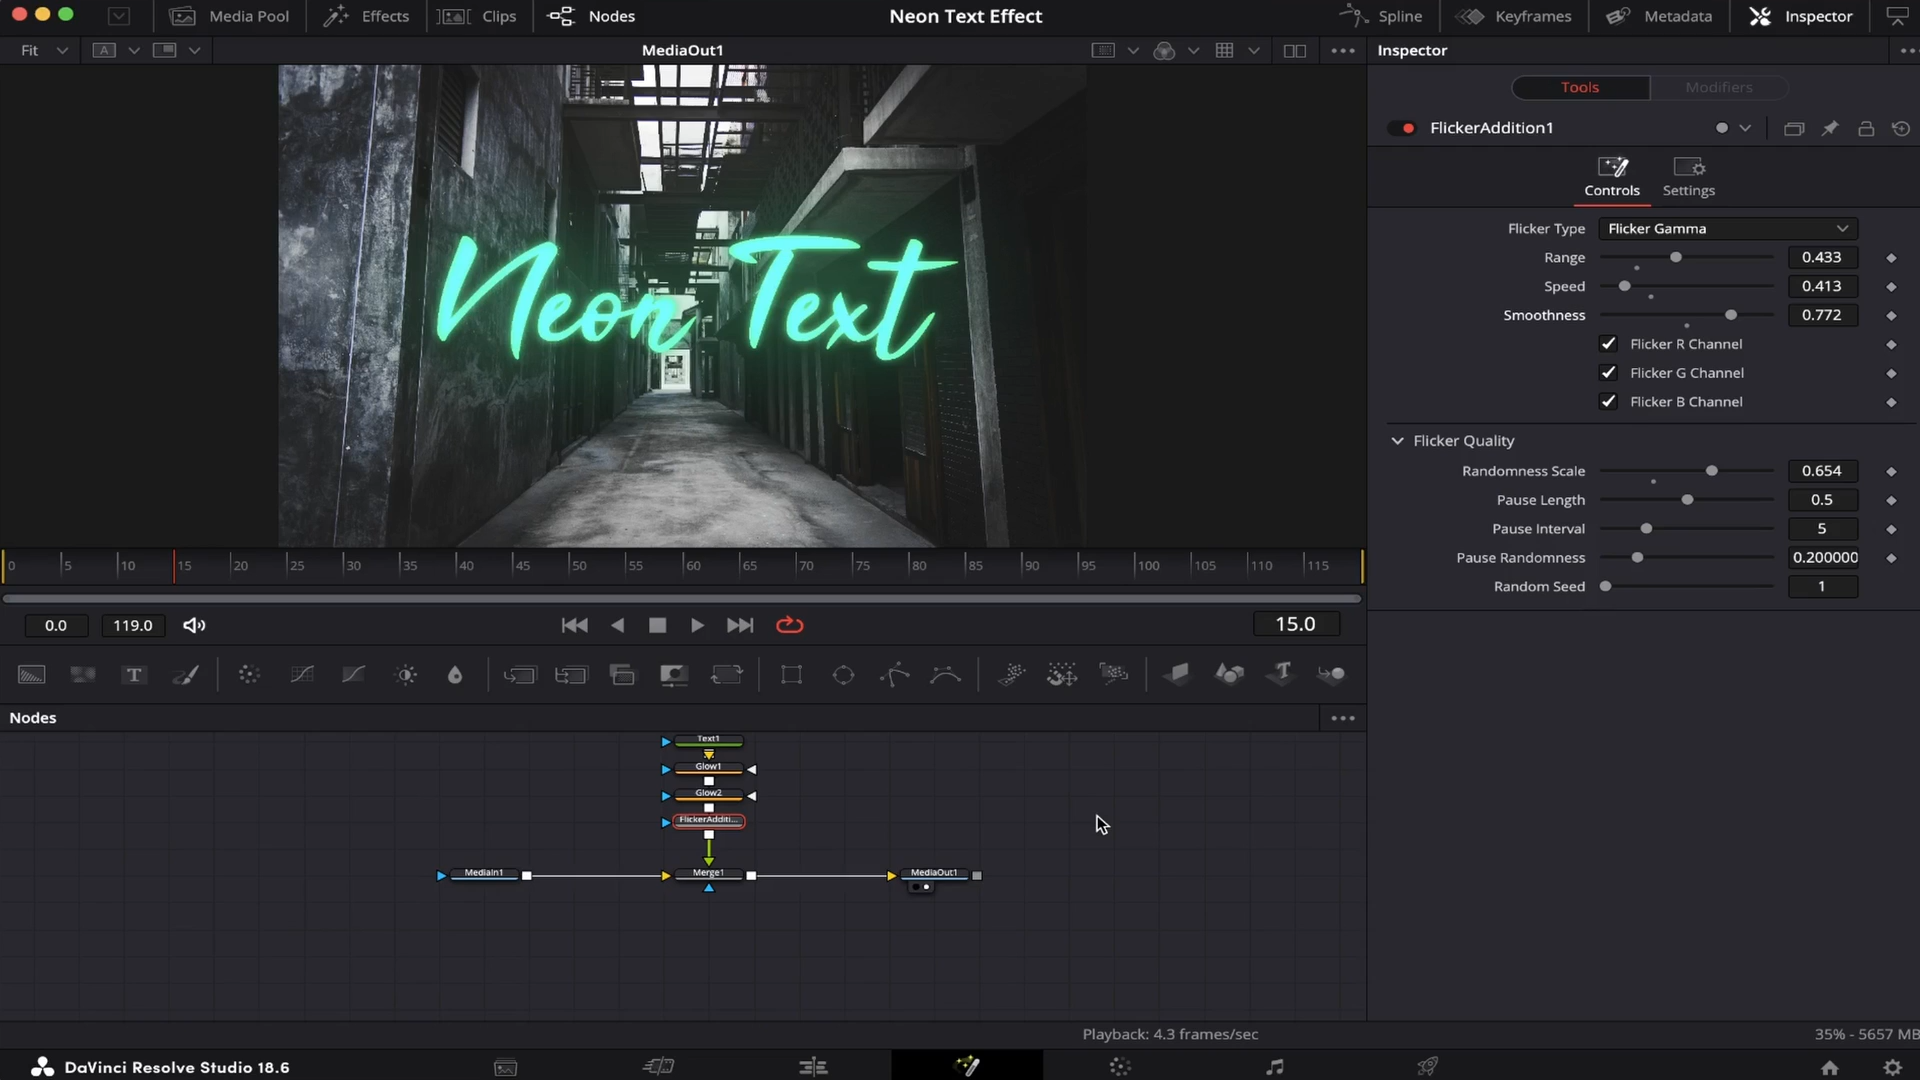 Media Pool Effects Clips Nodes Neon Text Effect Spline Keyframes Metadata Inspector
Fit A MediaOut1 Inspector
Tools Modifiers
FlickerAddition1
Controls Settings
Flicker Type Flicker Gamma
Range 0.433
Speed 0.413
Smoothness 0.772
Flicker R Channel
Flicker G Channel
Flicker B Channel
Flicker Quality
Randomness Scale 0.654
Pause Length 0.5
Pause Interval 5
Pause Randomness 0.200000
Random Seed 1
Neon Text
0 5 10 15 20 25 30 35 40 45 50 55 60 65 70 75 80 85 90 95 100 105 110 115
0.0 119.0 15.0
T T
Nodes
Text1
Glow1
Glow2
FlickerAdditi...
MediaIn1 Merge1 MediaOut1
Playback: 4.3 frames/sec 35% - 5657 MB
DaVinci Resolve Studio 18.6